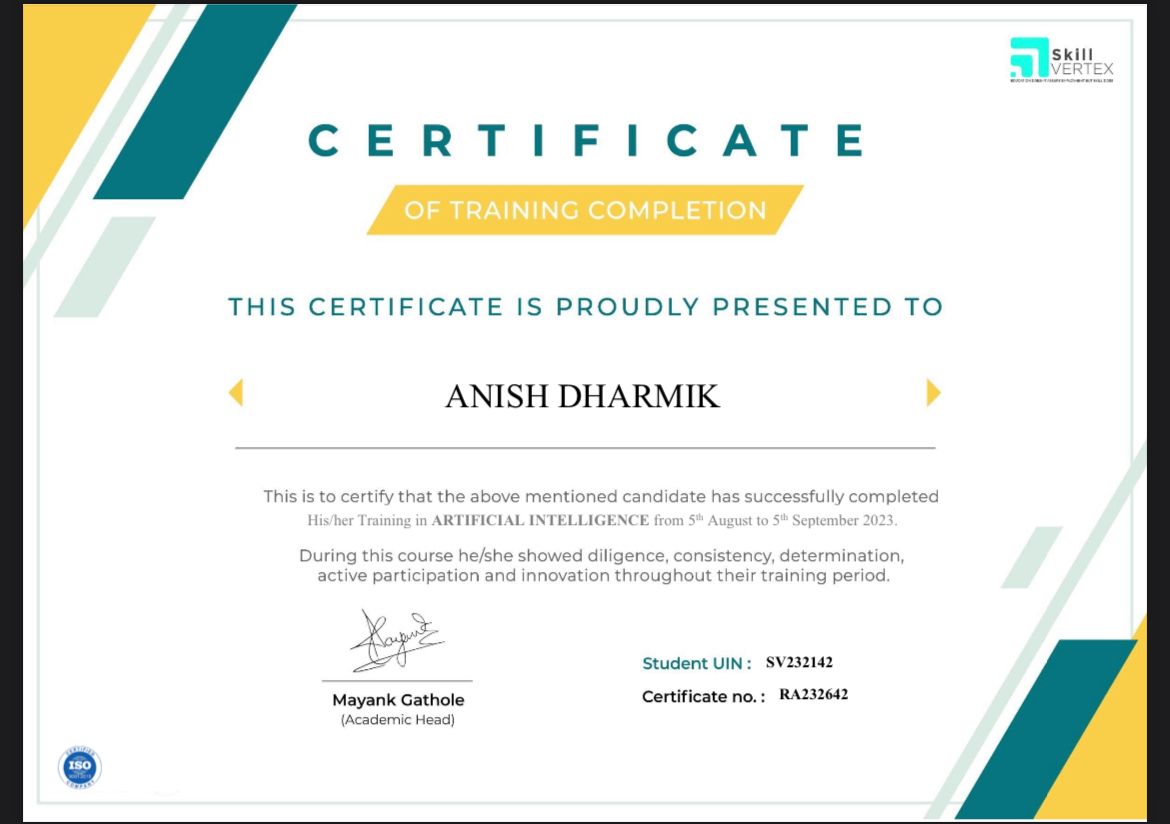 Skill
VERTEX
CERTIFICATE
OF TRAINING COMPLETION
THIS CERTIFICATE IS PROUDLY PRESENTED TO
ANISH DHARMIK
This is to certify that the above mentioned candidate has successfully completed
His/her Training in ARTIFICIAL INTELLIGENCE from 5th August to 5th September 2023.
During this course he/she showed diligence, consistency, determination,
active participation and innovation throughout their training period.
Mayank Gathole
(Academic Head)
Student UIN : SV232142
Certificate no. : RA232642
CERTIFIED
ISO
COMPANY